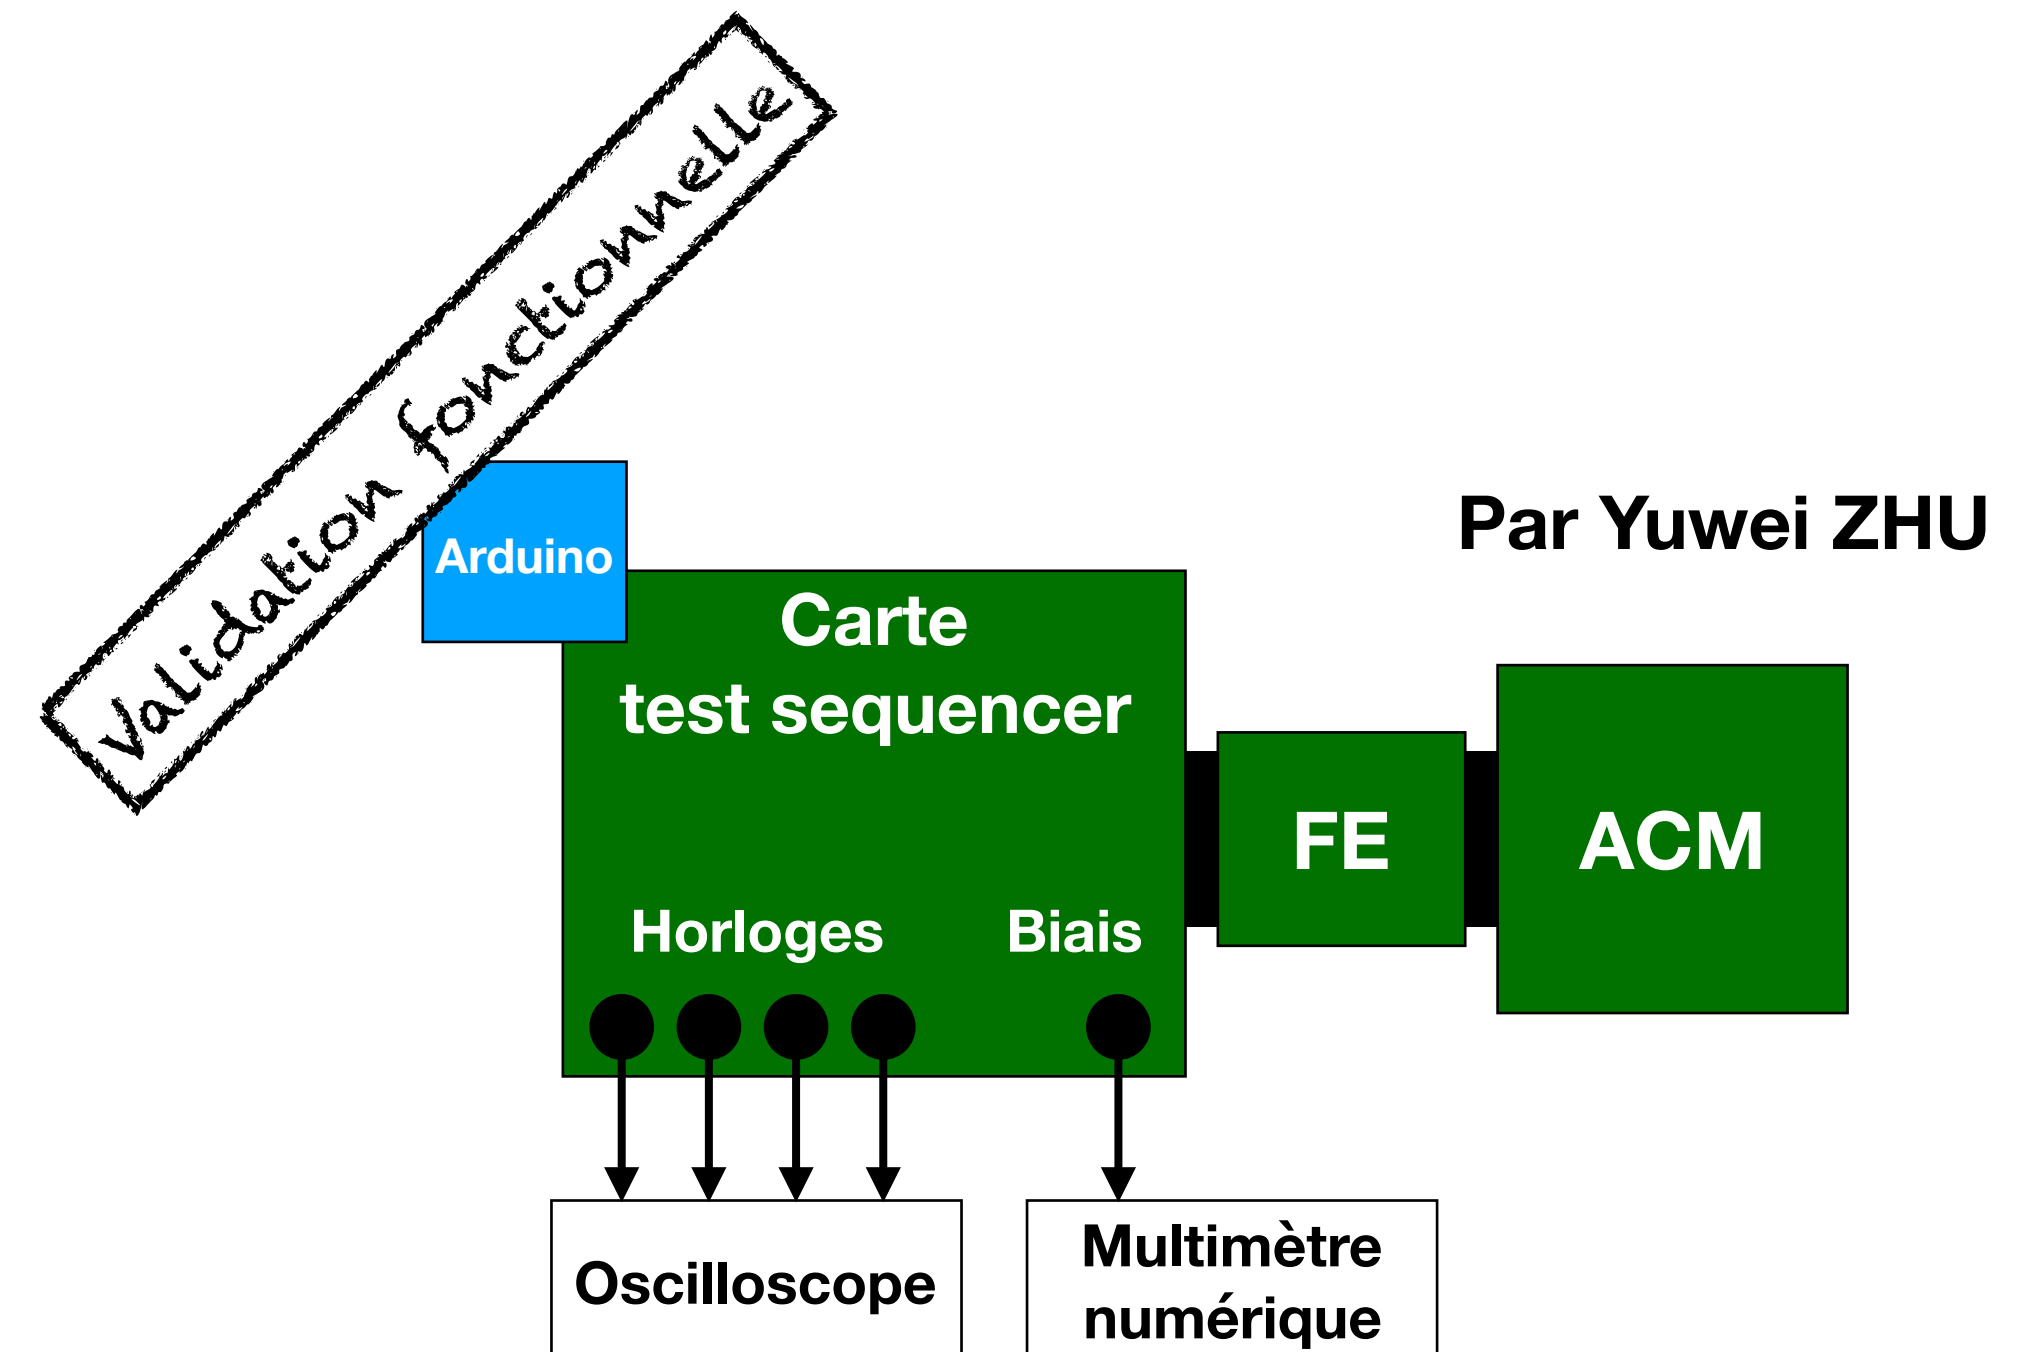 Validation fonctionnelle
Arduino
Par Yuwei ZHU
Carte
test sequencer
FE
ACM
Horloges
Biais
Oscilloscope
Multimètre
numérique